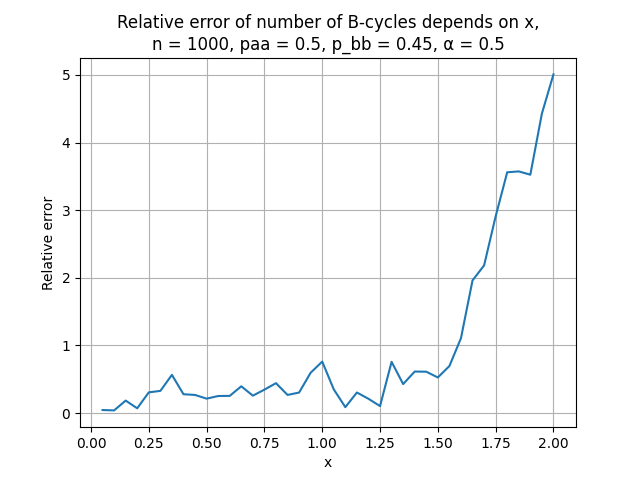 Relative error of number of B-cycles depends on x,
n = 1000, paa = 0.5, p_bb = 0.45, α = 0.5
5
4
3
2
1
0
Relative error
0.00 0.25 0.50 0.75 1.00 1.25 1.50 1.75 2.00
x